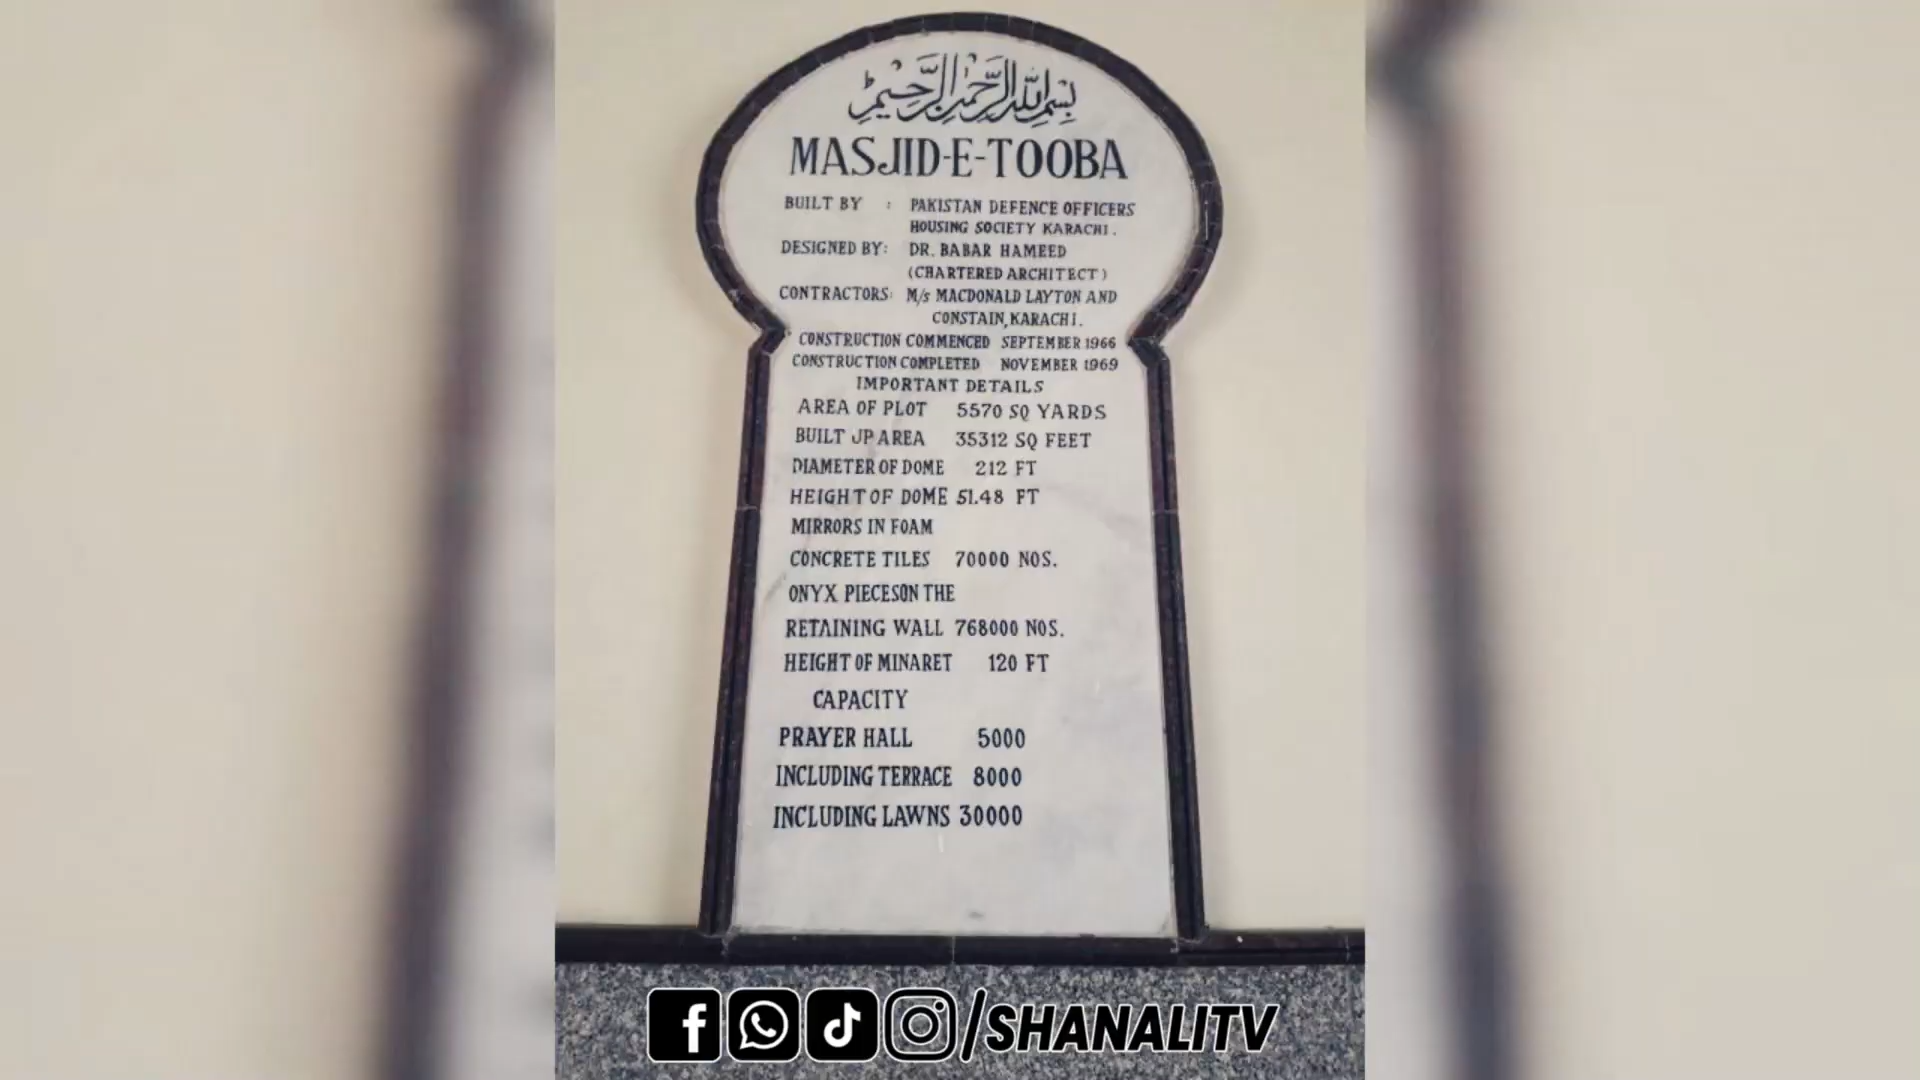 بِسْمِ اللهِ الرَّحْمٰنِ الرَّحِيْمِ
MASJID-E-TOOBA
BUILT BY : PAKISTAN DEFENCE OFFICERS
HOUSING SOCIETY KARACHI.
DESIGNED BY: DR. BABAR HAMEED
(CHARTERED ARCHITECT)
CONTRACTORS: M/s MACDONALD LAYTON AND
CONSTAIN, KARACHI.
CONSTRUCTION COMMENCED SEPTEMBER 1966
CONSTRUCTION COMPLETED NOVEMBER 1969
IMPORTANT DETAILS
AREA OF PLOT 5570 SQ YARDS
BUILT UP AREA 35312 SQ FEET
DIAMETER OF DOME 212 FT
HEIGHT OF DOME 51.48 FT
MIRRORS IN FOAM
CONCRETE TILES 70000 NOS.
ONYX PIECESON THE
RETAINING WALL 768000 NOS.
HEIGHT OF MINARET 120 FT
CAPACITY
PRAYER HALL 5000
INCLUDING TERRACE 8000
INCLUDING LAWNS 30000
/SHANALITV